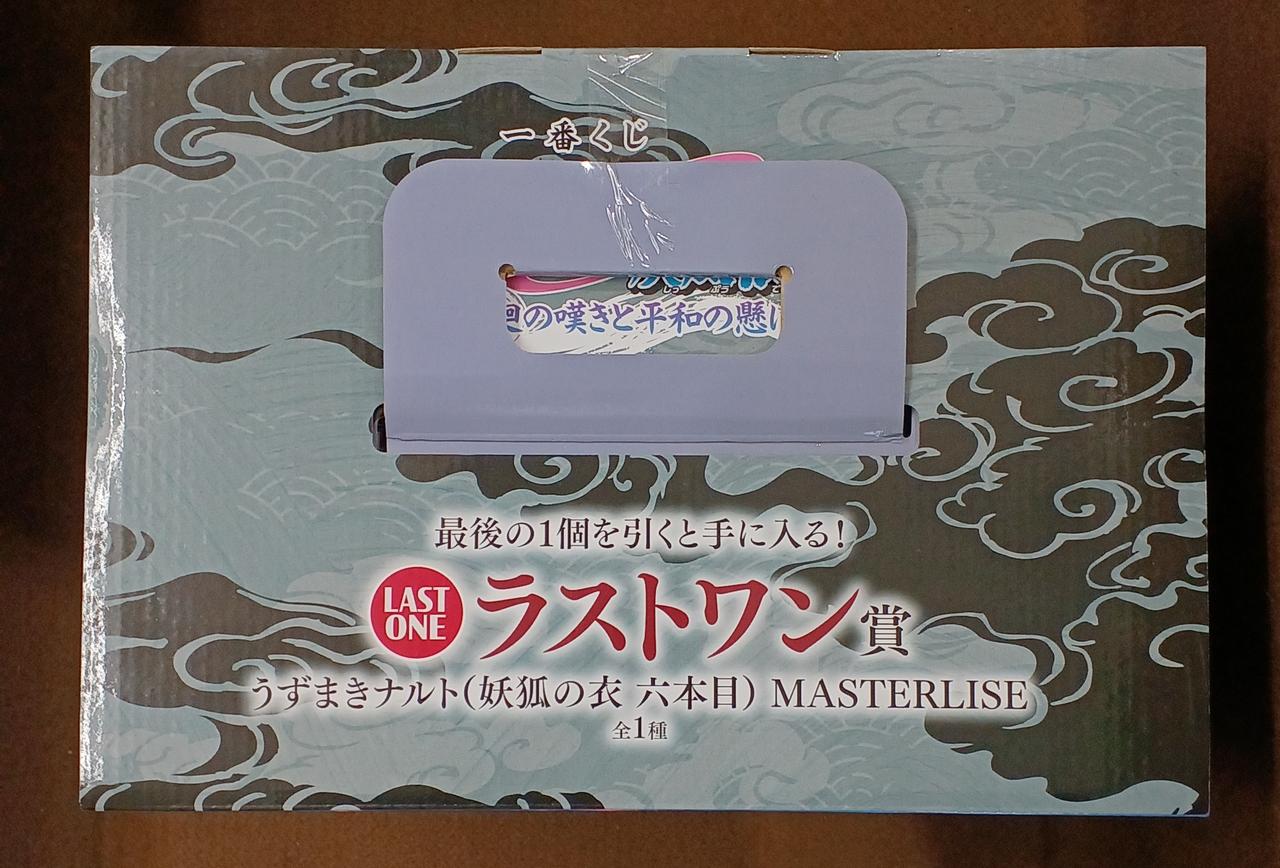 一番くじ
の嘆きと平和の懸
最後の1個を引くと手に入る!
LAST
ONE
ラストワン賞
うずまきナルト(妖狐の衣 六本目) MASTERLISE
全1種